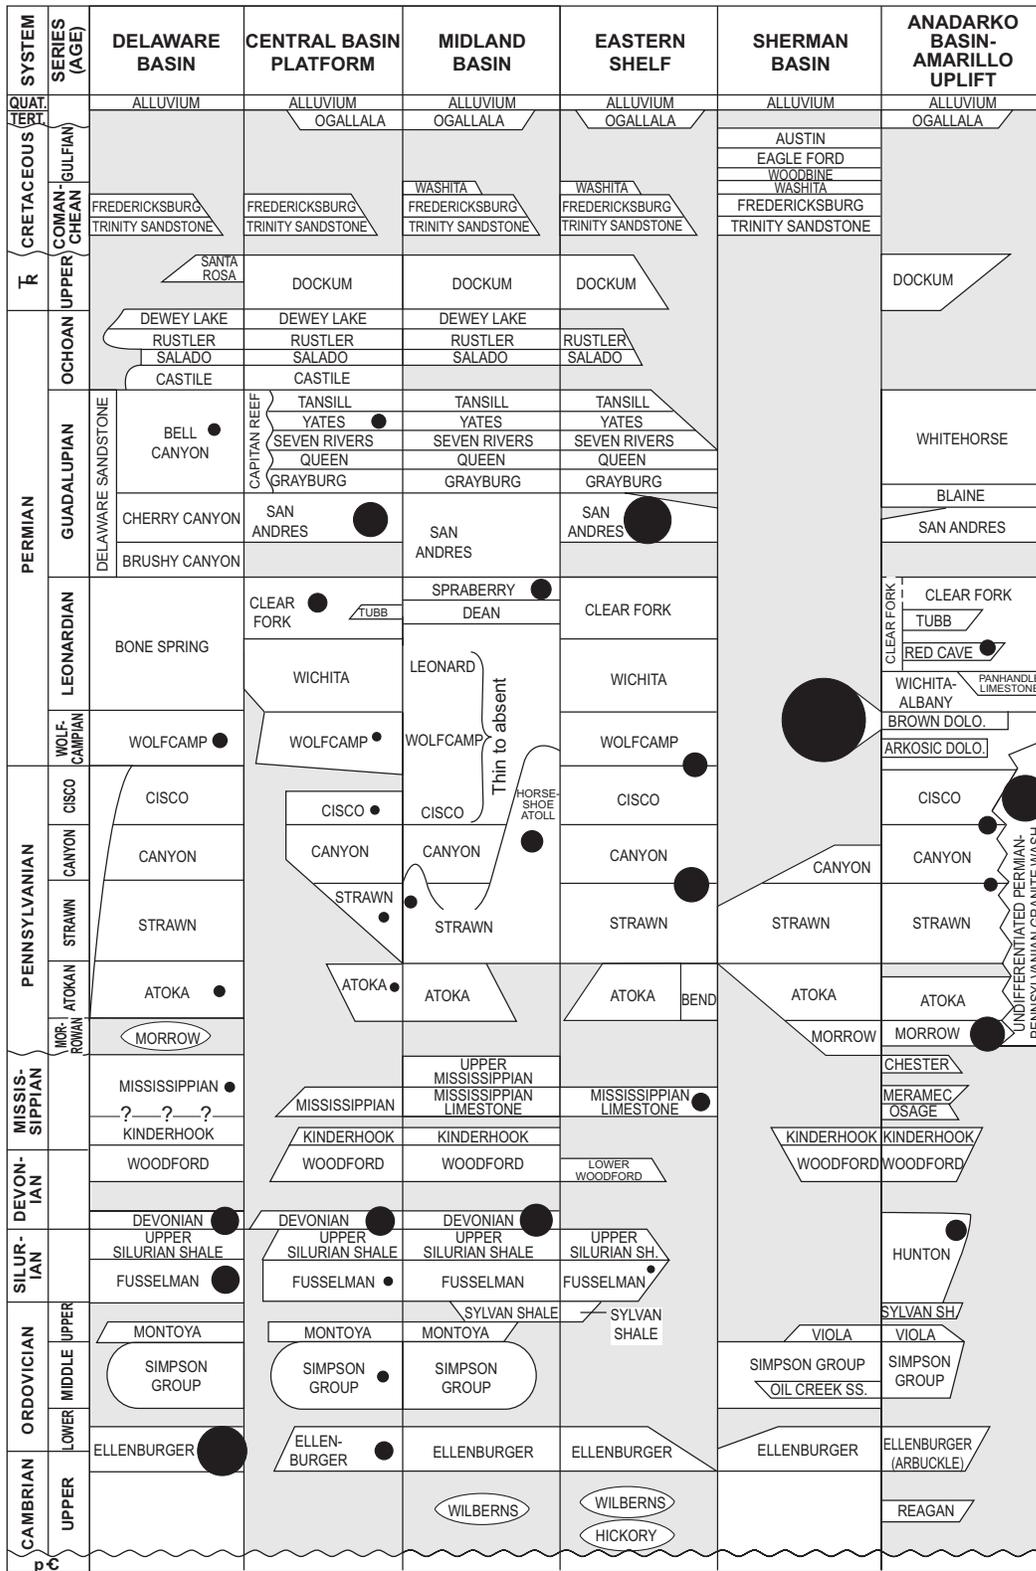 SYSTEM
SERIES
(AGE)
DELAWARE
BASIN
CENTRAL BASIN
PLATFORM
MIDLAND
BASIN
EASTERN
SHELF
SHERMAN
BASIN
ANADARKO
BASIN-
AMARILLO
UPLIFT
QUAT.
ALLUVIUM
ALLUVIUM
ALLUVIUM
ALLUVIUM
ALLUVIUM
ALLUVIUM
TERT.
OGALLALA
OGALLALA
OGALLALA
OGALLALA
CRETACEOUS
GULFIAN
AUSTIN
EAGLE FORD
WOODBINE
COMAN-
CHEAN
WASHITA
WASHITA
WASHITA
FREDERICKSBURG
FREDERICKSBURG
FREDERICKSBURG
FREDERICKSBURG
FREDERICKSBURG
TRINITY SANDSTONE
TRINITY SANDSTONE
TRINITY SANDSTONE
TRINITY SANDSTONE
TRINITY SANDSTONE
TR
UPPER
SANTA
ROSA
DOCKUM
DOCKUM
DOCKUM
DOCKUM
PERMIAN
OCHOAN
DEWEY LAKE
DEWEY LAKE
DEWEY LAKE
RUSTLER
RUSTLER
RUSTLER
RUSTLER
SALADO
SALADO
SALADO
SALADO
CASTILE
CASTILE
GUADALUPIAN
DELAWARE SANDSTONE
BELL
CANYON
CHERRY CANYON
BRUSHY CANYON
CAPITAN REEF
TANSILL
YATES
SEVEN RIVERS
QUEEN
GRAYBURG
SAN
ANDRES
TANSILL
YATES
SEVEN RIVERS
QUEEN
GRAYBURG
SAN
ANDRES
TANSILL
YATES
SEVEN RIVERS
QUEEN
GRAYBURG
SAN
ANDRES
WHITEHORSE
BLAINE
SAN ANDRES
LEONARDIAN
BONE SPRING
CLEAR
FORK
TUBB
WICHITA
SPRABERRY
DEAN
LEONARD
Thin to absent
CLEAR FORK
WICHITA
CLEAR FORK
CLEAR FORK
TUBB
RED CAVE
WICHITA-
ALBANY
PANHANDLE
LIMESTONE
WOLF-
CAMPIAN
WOLFCAMP
WOLFCAMP
WOLFCAMP
WOLFCAMP
BROWN DOLO.
ARKOSIC DOLO.
PENNSYLVANIAN
CISCO
CISCO
CISCO
CISCO
HORSE-
SHOE
ATOLL
CISCO
CISCO
CANYON
CANYON
CANYON
CANYON
CANYON
CANYON
CANYON
STRAWN
STRAWN
STRAWN
STRAWN
STRAWN
STRAWN
STRAWN
UNDIFFERENTIATED PERMIAN-
PENNSYLVANIAN GRANITE WASH
ATOKAN
ATOKA
ATOKA
ATOKA
ATOKA
BEND
ATOKA
ATOKA
MOR-
ROWAN
MORROW
MORROW
MORROW
MISSIS-
SIPPIAN
MISSISSIPPIAN
? ? ?
KINDERHOOK
MISSISSIPPIAN
KINDERHOOK
UPPER
MISSISSIPPIAN
MISSISSIPPIAN
LIMESTONE
KINDERHOOK
MISSISSIPPIAN
LIMESTONE
KINDERHOOK
CHESTER
MERAMEC
OSAGE
KINDERHOOK
DEVON-
IAN
WOODFORD
WOODFORD
WOODFORD
LOWER
WOODFORD
WOODFORD
WOODFORD
DEVONIAN
DEVONIAN
DEVONIAN
SILUR-
IAN
UPPER
SILURIAN SHALE
UPPER
SILURIAN SHALE
UPPER
SILURIAN SHALE
UPPER
SILURIAN SH.
HUNTON
FUSSELMAN
FUSSELMAN
FUSSELMAN
FUSSELMAN
ORDOVICIAN
UPPER
SYLVAN SHALE
SYLVAN
SHALE
SYLVAN SH.
MONTOYA
MONTOYA
MONTOYA
VIOLA
VIOLA
MIDDLE
SIMPSON
GROUP
SIMPSON
GROUP
SIMPSON
GROUP
SIMPSON GROUP
OIL CREEK SS.
SIMPSON
GROUP
LOWER
ELLENBURGER
ELLEN-
BURGER
ELLENBURGER
ELLENBURGER
ELLENBURGER
ELLENBURGER
(ARBUCKLE)
CAMBRIAN
UPPER
WILBERNS
WILBERNS
HICKORY
REAGAN
pЄ